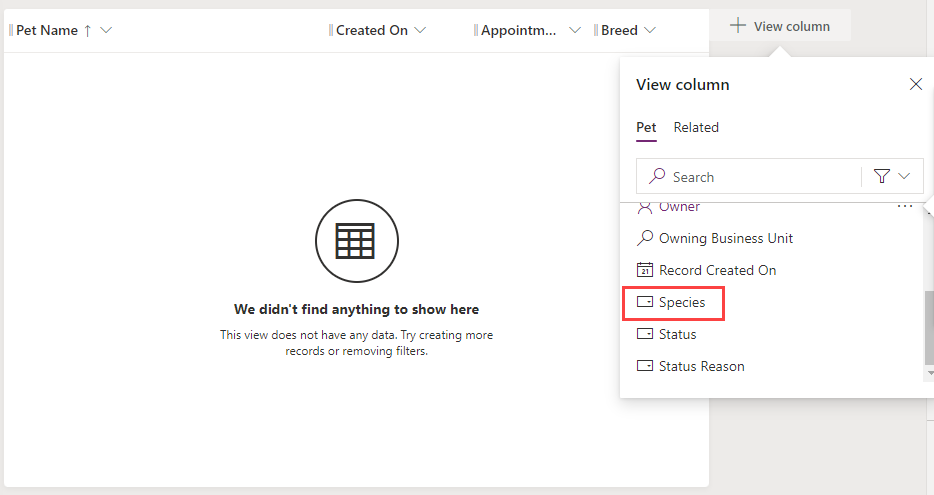 Pet Name ↑
Created On
Appointm...
Breed
+ View column
View column
Pet
Related
Search
Owner
...
Owning Business Unit
21
Record Created On
Species
Status
Status Reason
We didn't find anything to show here
This view does not have any data. Try creating more
records or removing filters.